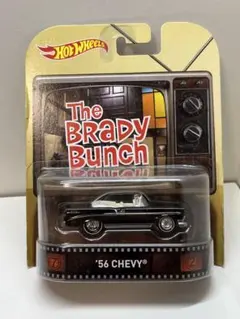 Hot Wheels
The
BRADY
Bunch
'56 CHEVY®